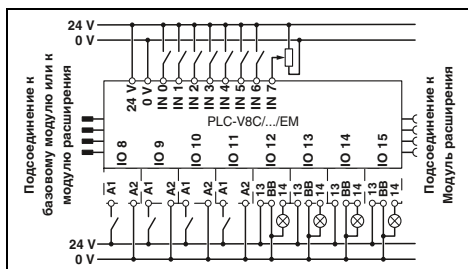 24 V
0 V
24 V
0 V
IN 0
IN 1
IN 2
IN 3
IN 4
IN 5
IN 6
IN 7
PLC-V8C/.../EM
Подсоединение к
базовому модулю или к
модулю расширения
Подсоединение к
Модуль расширения
IO 8
IO 9
IO 10
IO 11
IO 12
IO 13
IO 14
IO 15
A1
A2
A1
A2
A1
A2
A1
A2
13
BB
14
13
BB
14
13
BB
14
13
BB
14
24 V
0 V